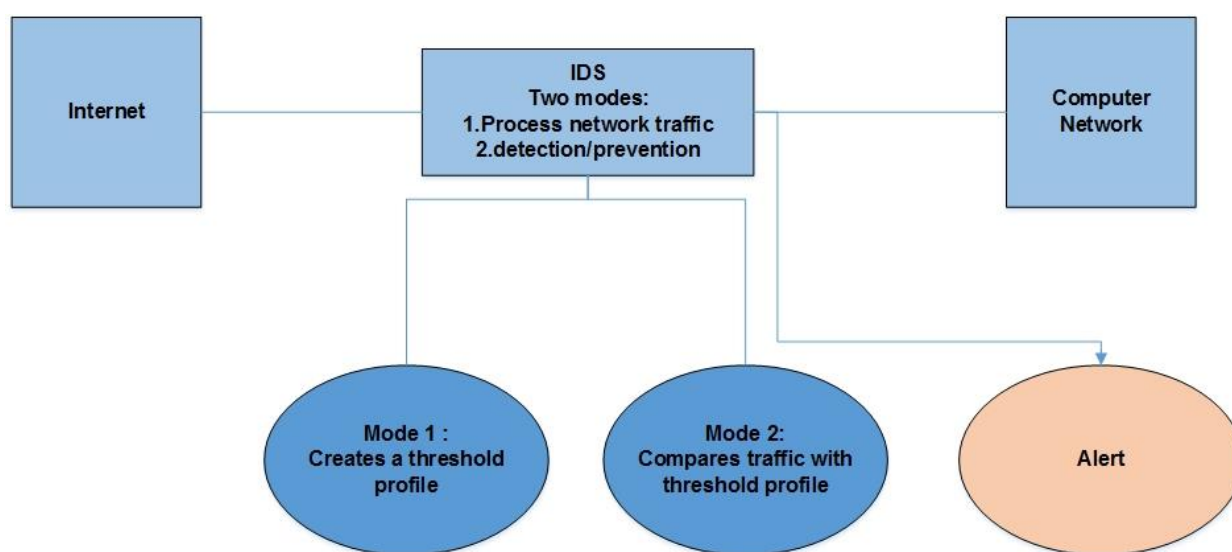 Internet
IDS
Two modes:
1.Process network traffic
2.detection/prevention
Computer
Network
Mode 1 :
Creates a threshold
profile
Mode 2:
Compares traffic with
threshold profile
Alert